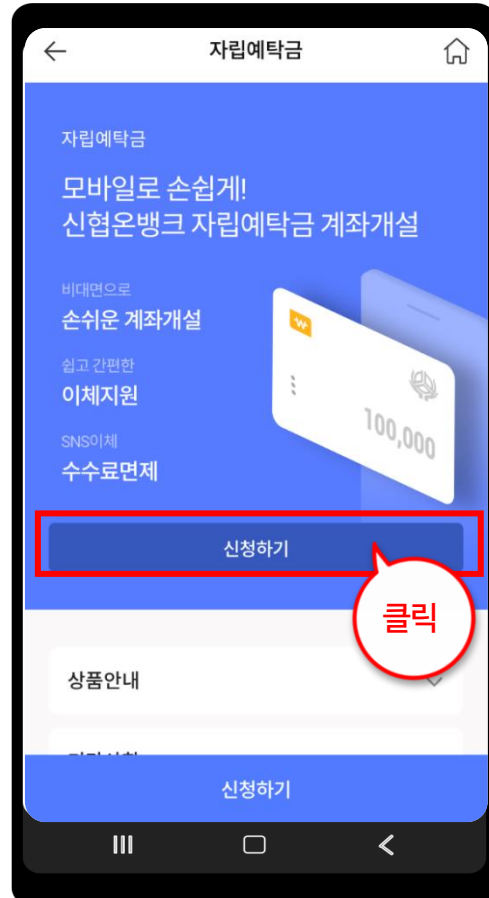 자립예탁금
자립예탁금
모바일로 손쉽게!
신협온뱅크 자립예탁금 계좌개설
비대면으로
손쉬운 계좌개설
쉽고 간편한
이체지원
SNS이체
수수료면제
100,000
신청하기
클릭
상품안내
신청하기